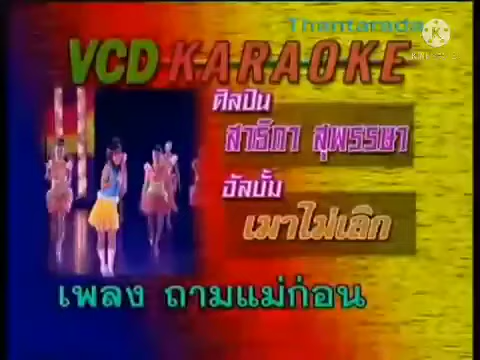 Thantarada
VCD KARAOKE
ศิลปิน
สาธิดา สุพรรษา
อัลบั้ม
เมาไม่เลิก
เพลง ถามแม่ก่อน